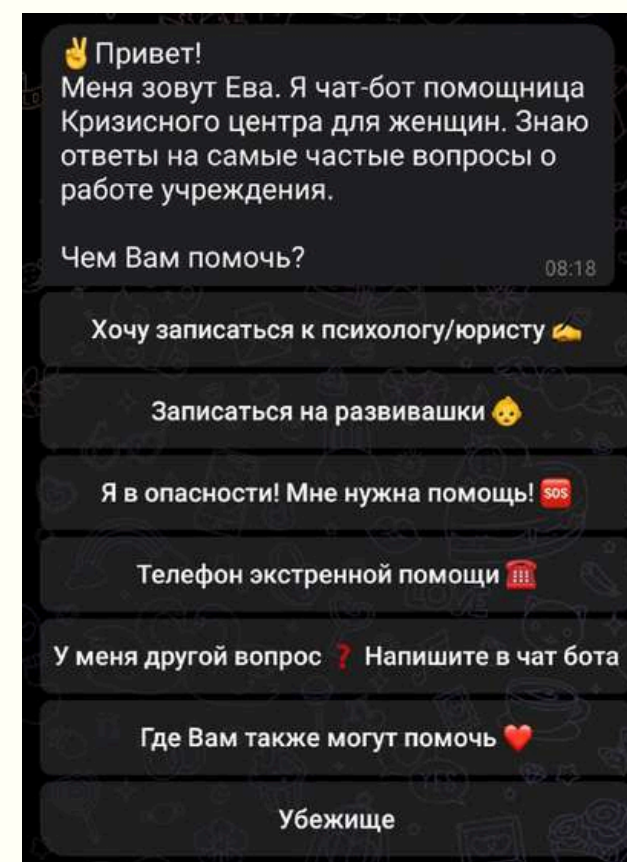 ✌️Привет!
Меня зовут Ева. Я чат-бот помощница
Кризисного центра для женщин. Знаю
ответы на самые частые вопросы о
работе учреждения.
Чем Вам помочь?
08:18
Хочу записаться к психологу/юристу ✍️
Записаться на развивашки 👶
Я в опасности! Мне нужна помощь! 🆘
Телефон экстренной помощи ☎️
У меня другой вопрос ❓ Напишите в чат бота
Где Вам также могут помочь ❤️
Убежище